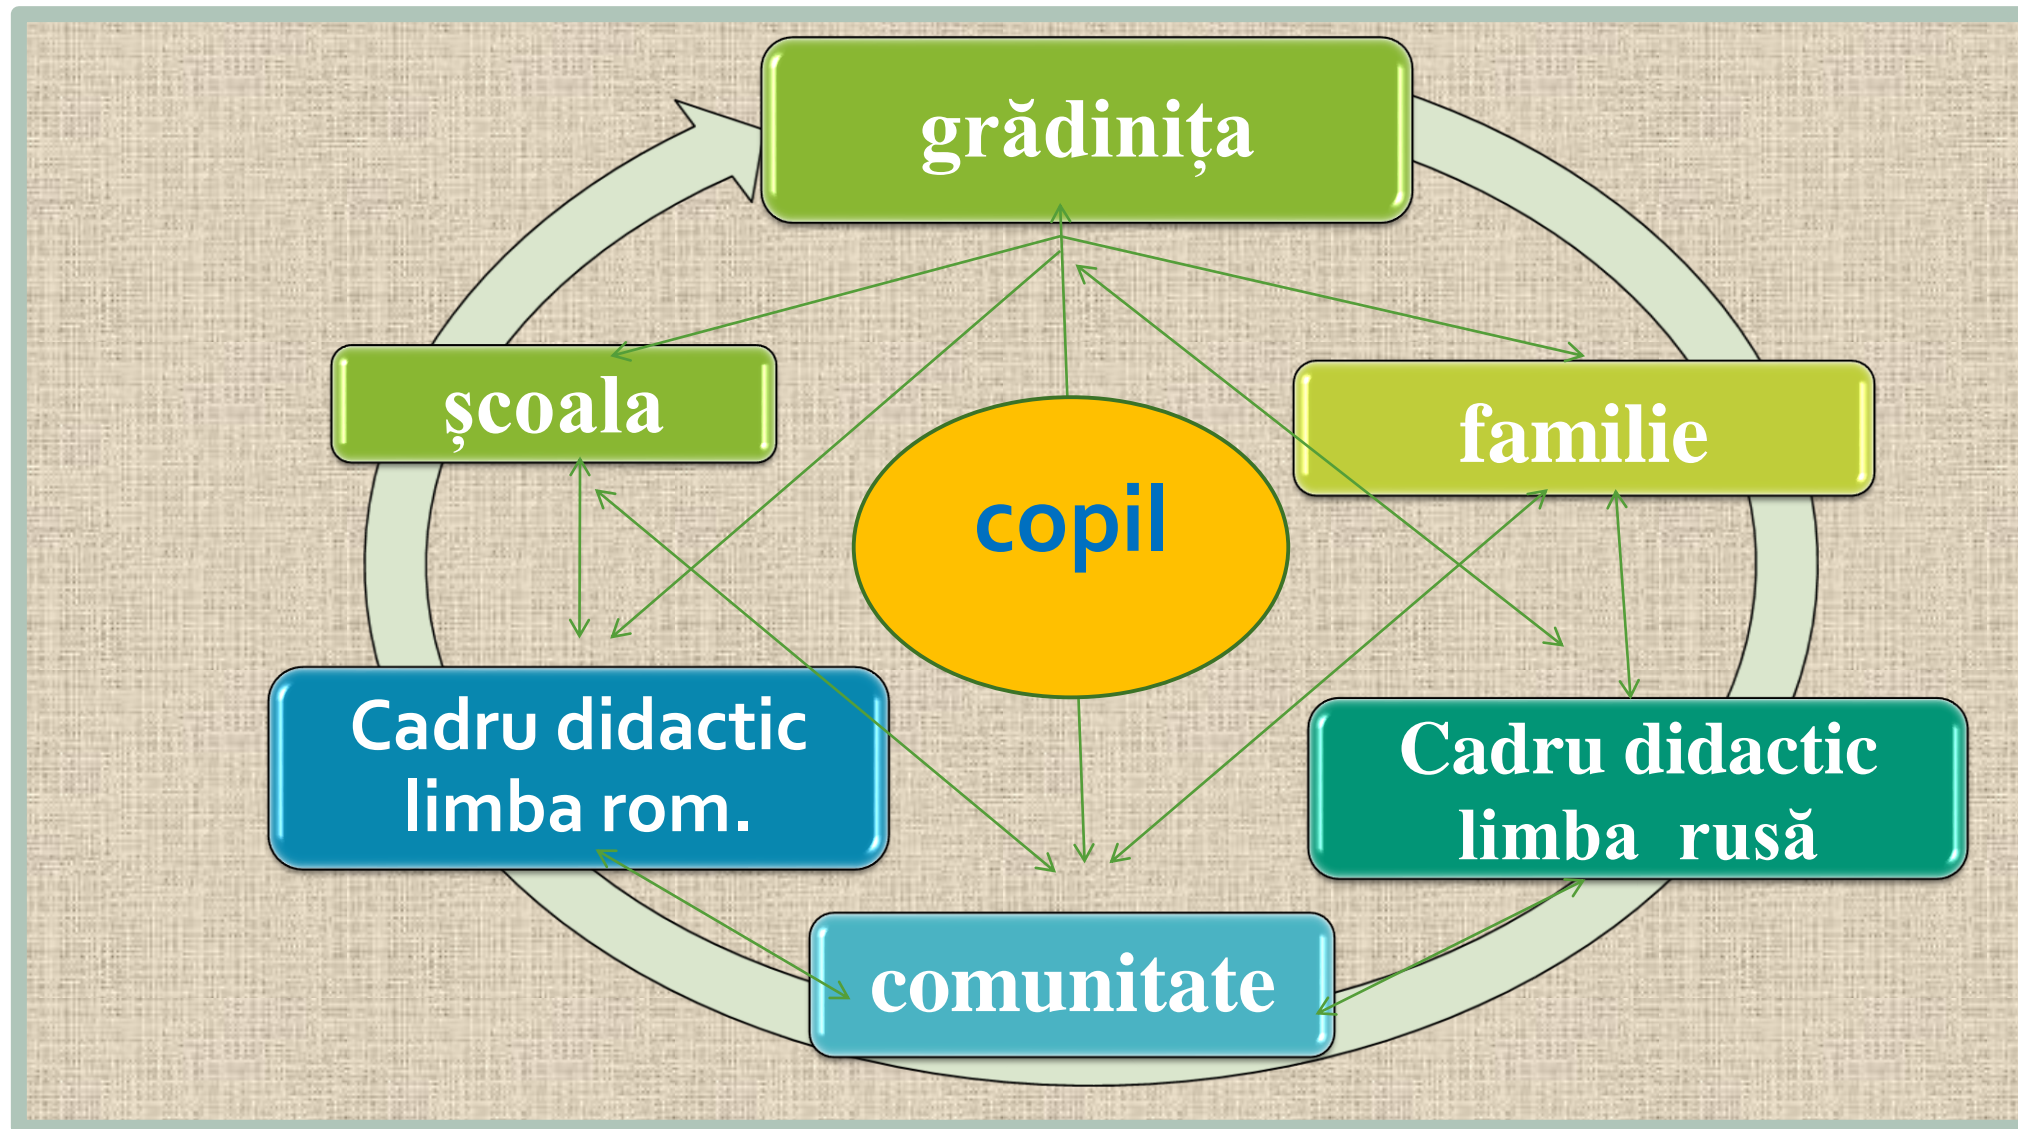 grădinița
școala
familie
copil
Cadru didactic
limba rom.
Cadru didactic
limba rusă
comunitate